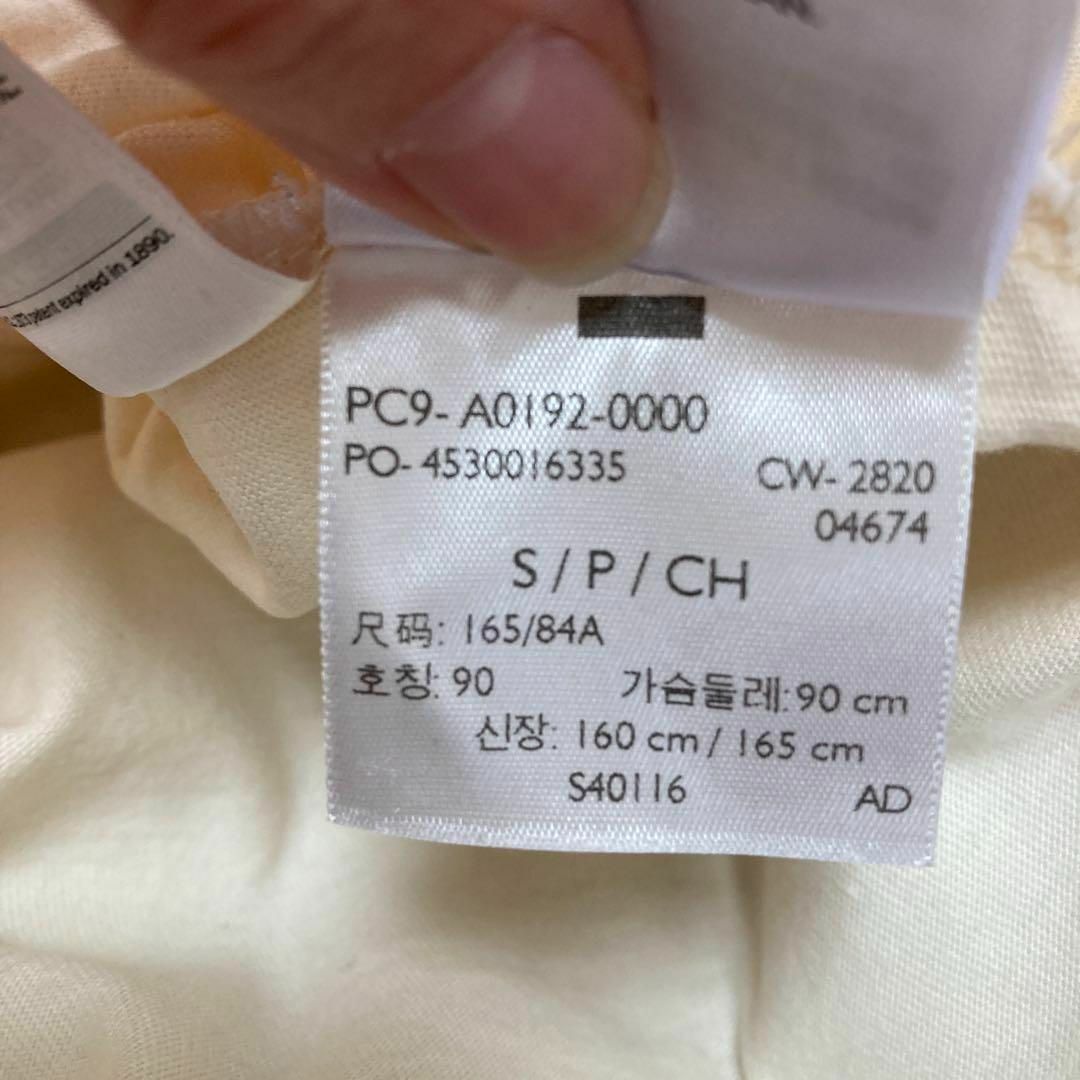 patent expired in 1890.
PC9- A0192-0000
PO- 4530016335 CW- 2820
04674
S / P / CH
尺码: 165/84A
호칭: 90 가슴둘레: 90 cm
신장: 160 cm / 165 cm
S40116 AD